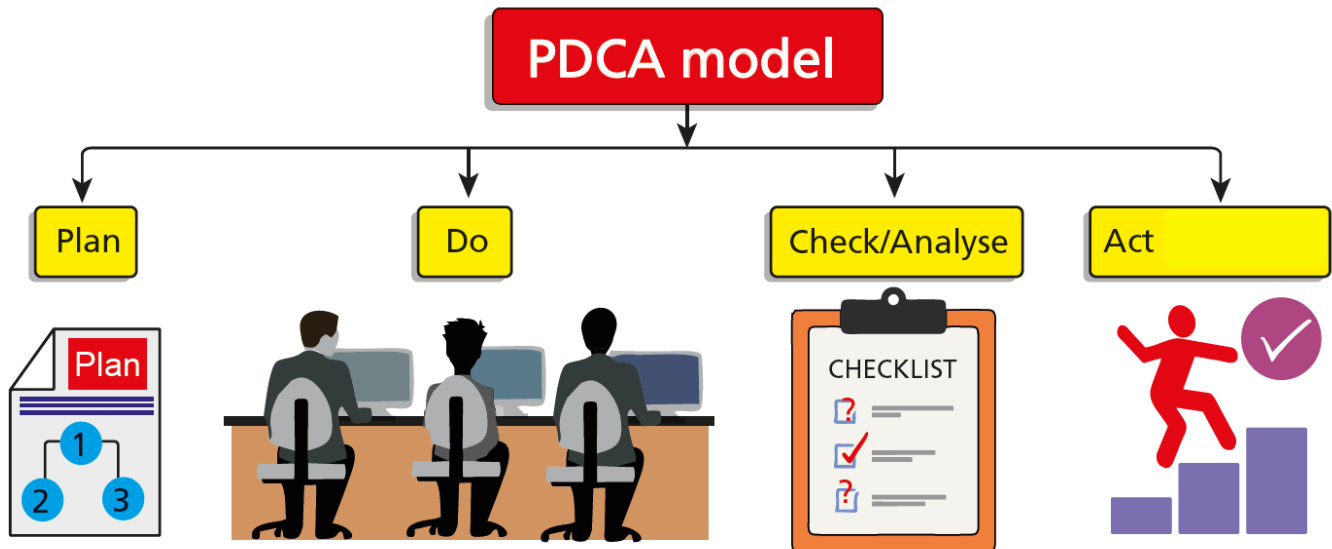 PDCA model
Plan
Do
Check/Analyse
Act
Plan
1
2
3
CHECKLIST
?
?